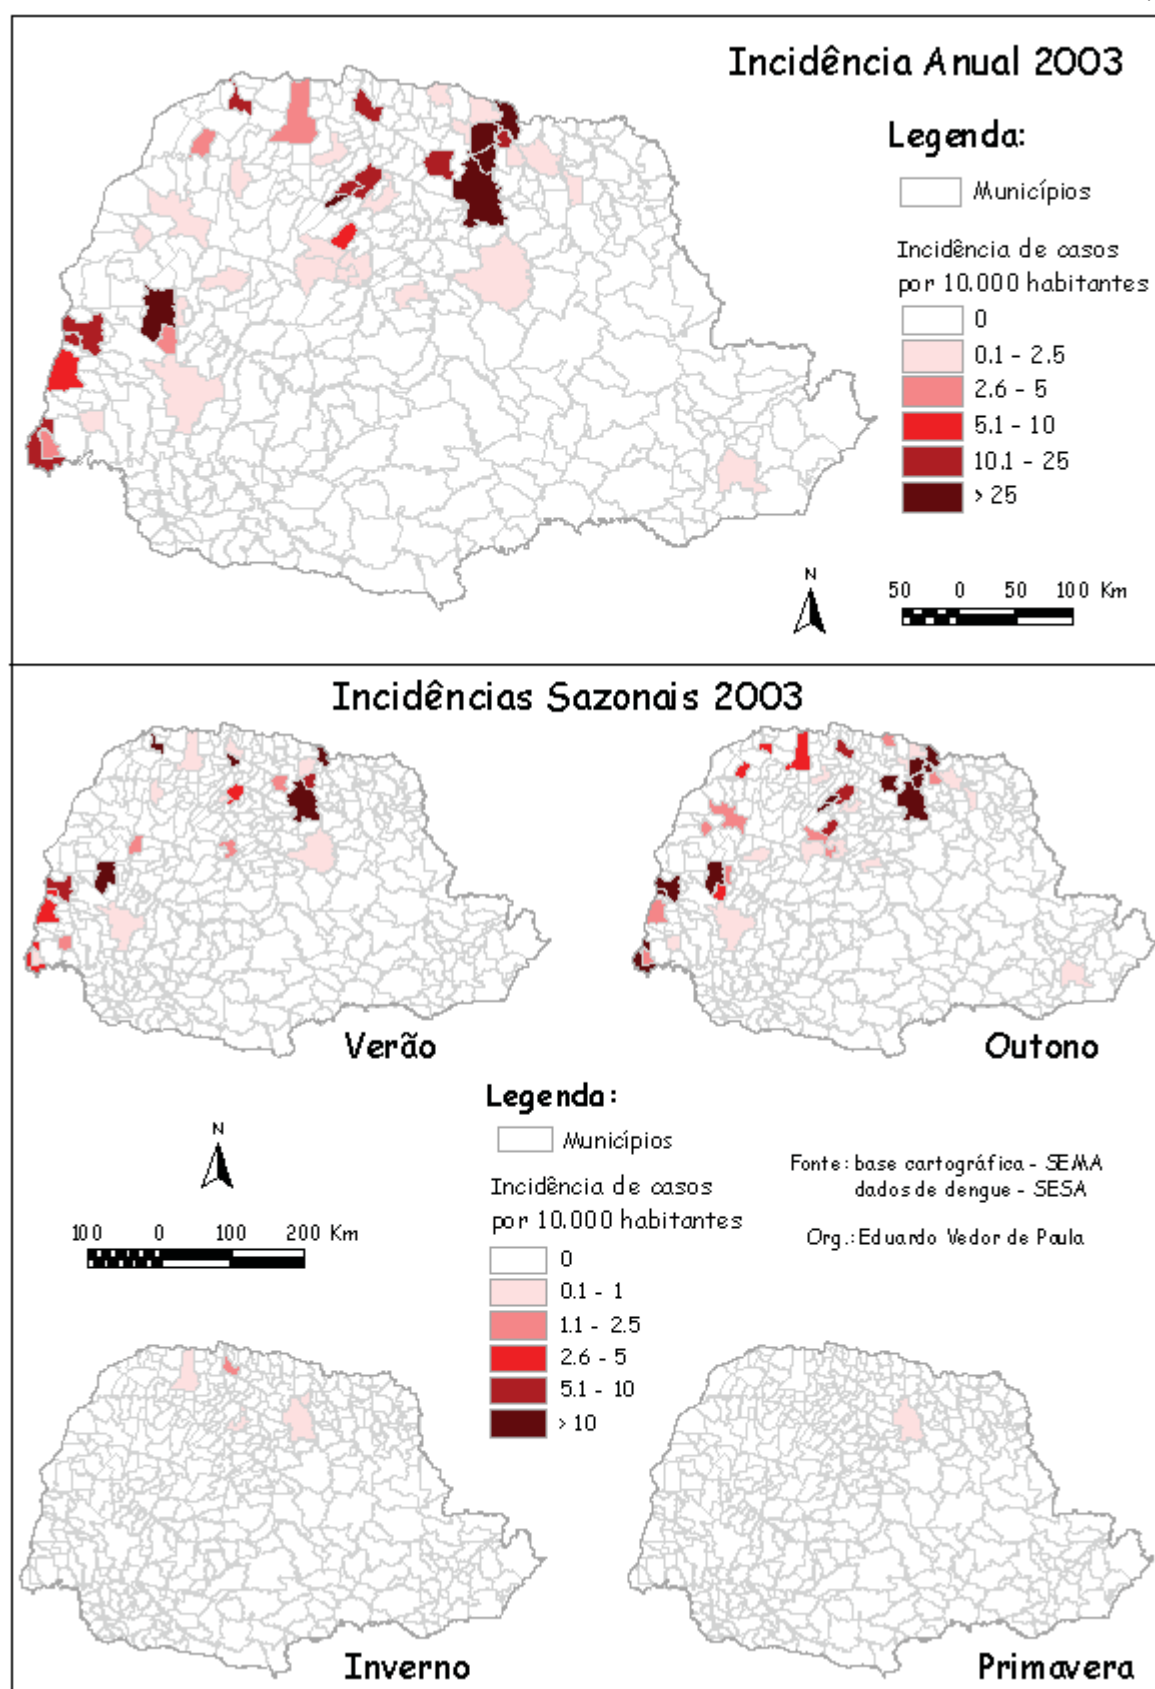 Incidência Anual 2003
Legenda:
Municípios
Incidência de casos
por 10.000 habitantes
0
0.1 - 2.5
2.6 - 5
5.1 - 10
10.1 - 25
> 25
N
50 0 50 100 Km
Incidências Sazonais 2003
Verão
Outono
Legenda:
Municípios
Incidência de casos
por 10.000 habitantes
0
0.1 - 1
1.1 - 2.5
2.6 - 5
5.1 - 10
> 10
N
100 0 100 200 Km
Fonte: base cartográfica - SEMA
dados de dengue - SESA
Org.: Eduardo Vedor de Paula
Inverno
Primavera